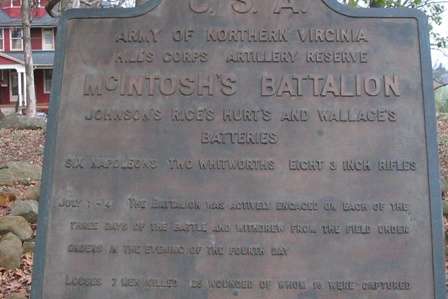 C. S. A.
ARMY OF NORTHERN VIRGINIA
HILL'S CORPS ARTILLERY RESERVE
McINTOSH'S BATTALION
JOHNSON'S RICE'S HURT'S AND WALLACE'S
BATTERIES
SIX NAPOLEONS TWO WHITWORTHS EIGHT 3 INCH RIFLES
JULY 1 - 4 THE BATTALION WAS ACTIVELY ENGAGED ON EACH OF THE
THREE DAYS OF THE BATTLE AND WITHDREW FROM THE FIELD UNDER
ORDERS IN THE EVENING OF THE FOURTH DAY
LOSSES 7 MEN KILLED 25 WOUNDED OF WHOM 16 WERE CAPTURED